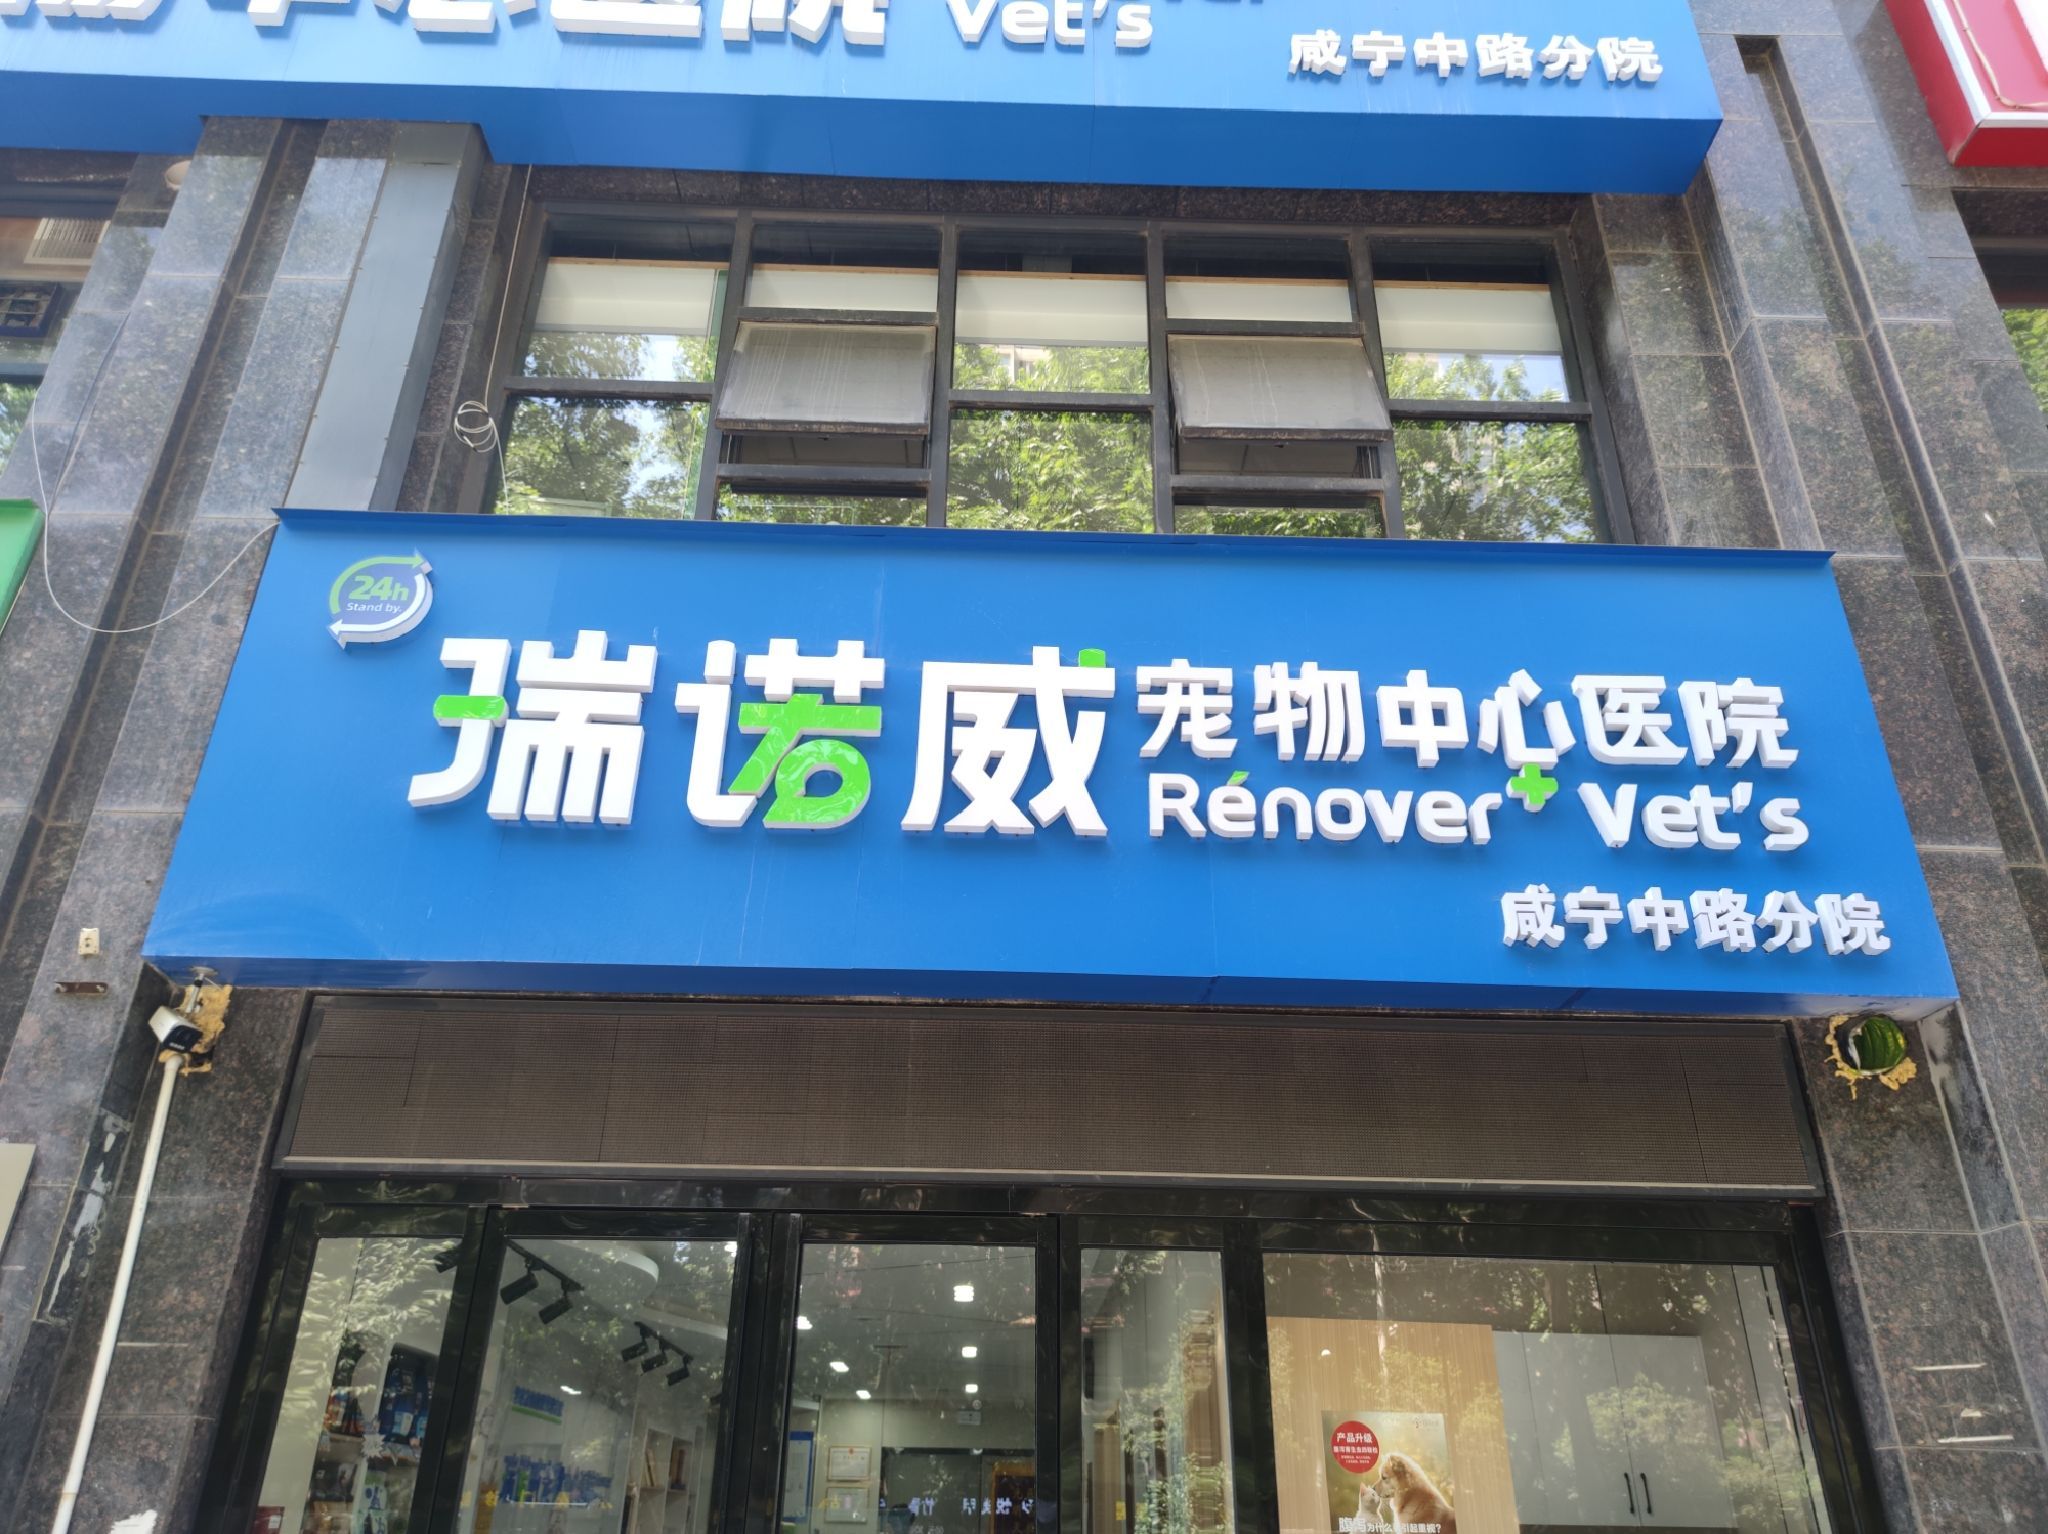 Vet's
咸宁中路分院
24h
Stand by.
瑞诺威
宠物中心医院
Rénover+ Vet's
咸宁中路分院
产品升级